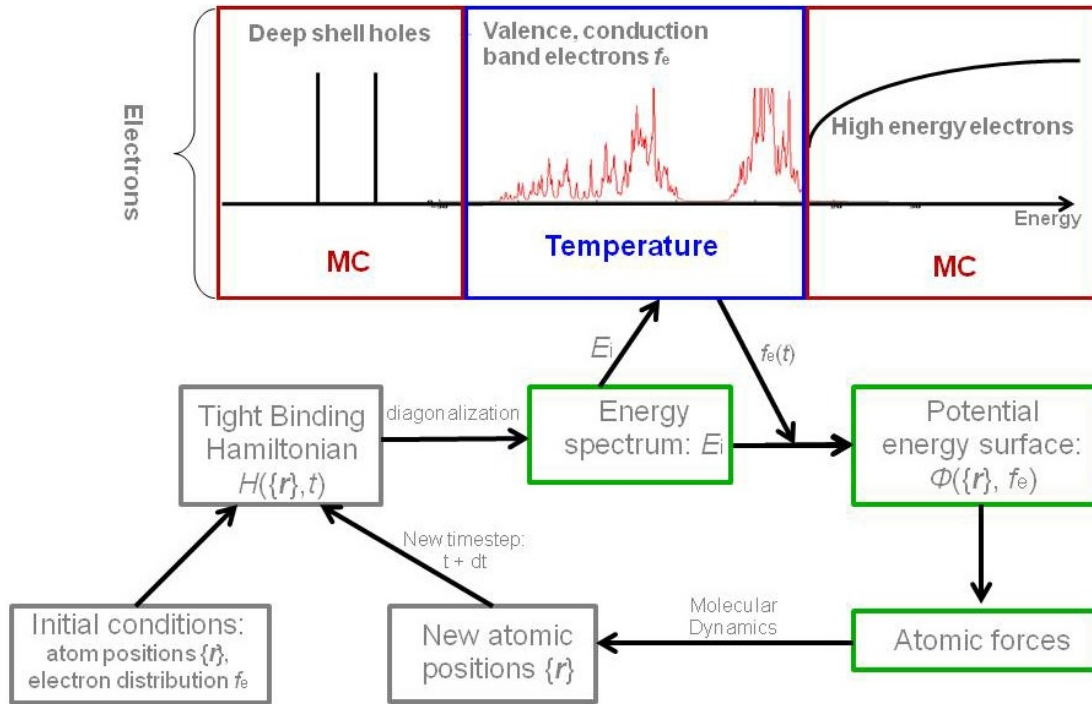 Electrons
Deep shell holes
MC
Valence, conduction
band electrons fe
Temperature
High energy electrons
Energy
MC
Ei
fe(t)
Tight Binding
Hamiltonian
H({r},t)
diagonalization
Energy
spectrum: Ei
Potential
energy surface:
Φ({r}, fe)
New timestep:
t + dt
Initial conditions:
atom positions {r},
electron distribution fe
New atomic
positions {r}
Molecular
Dynamics
Atomic forces